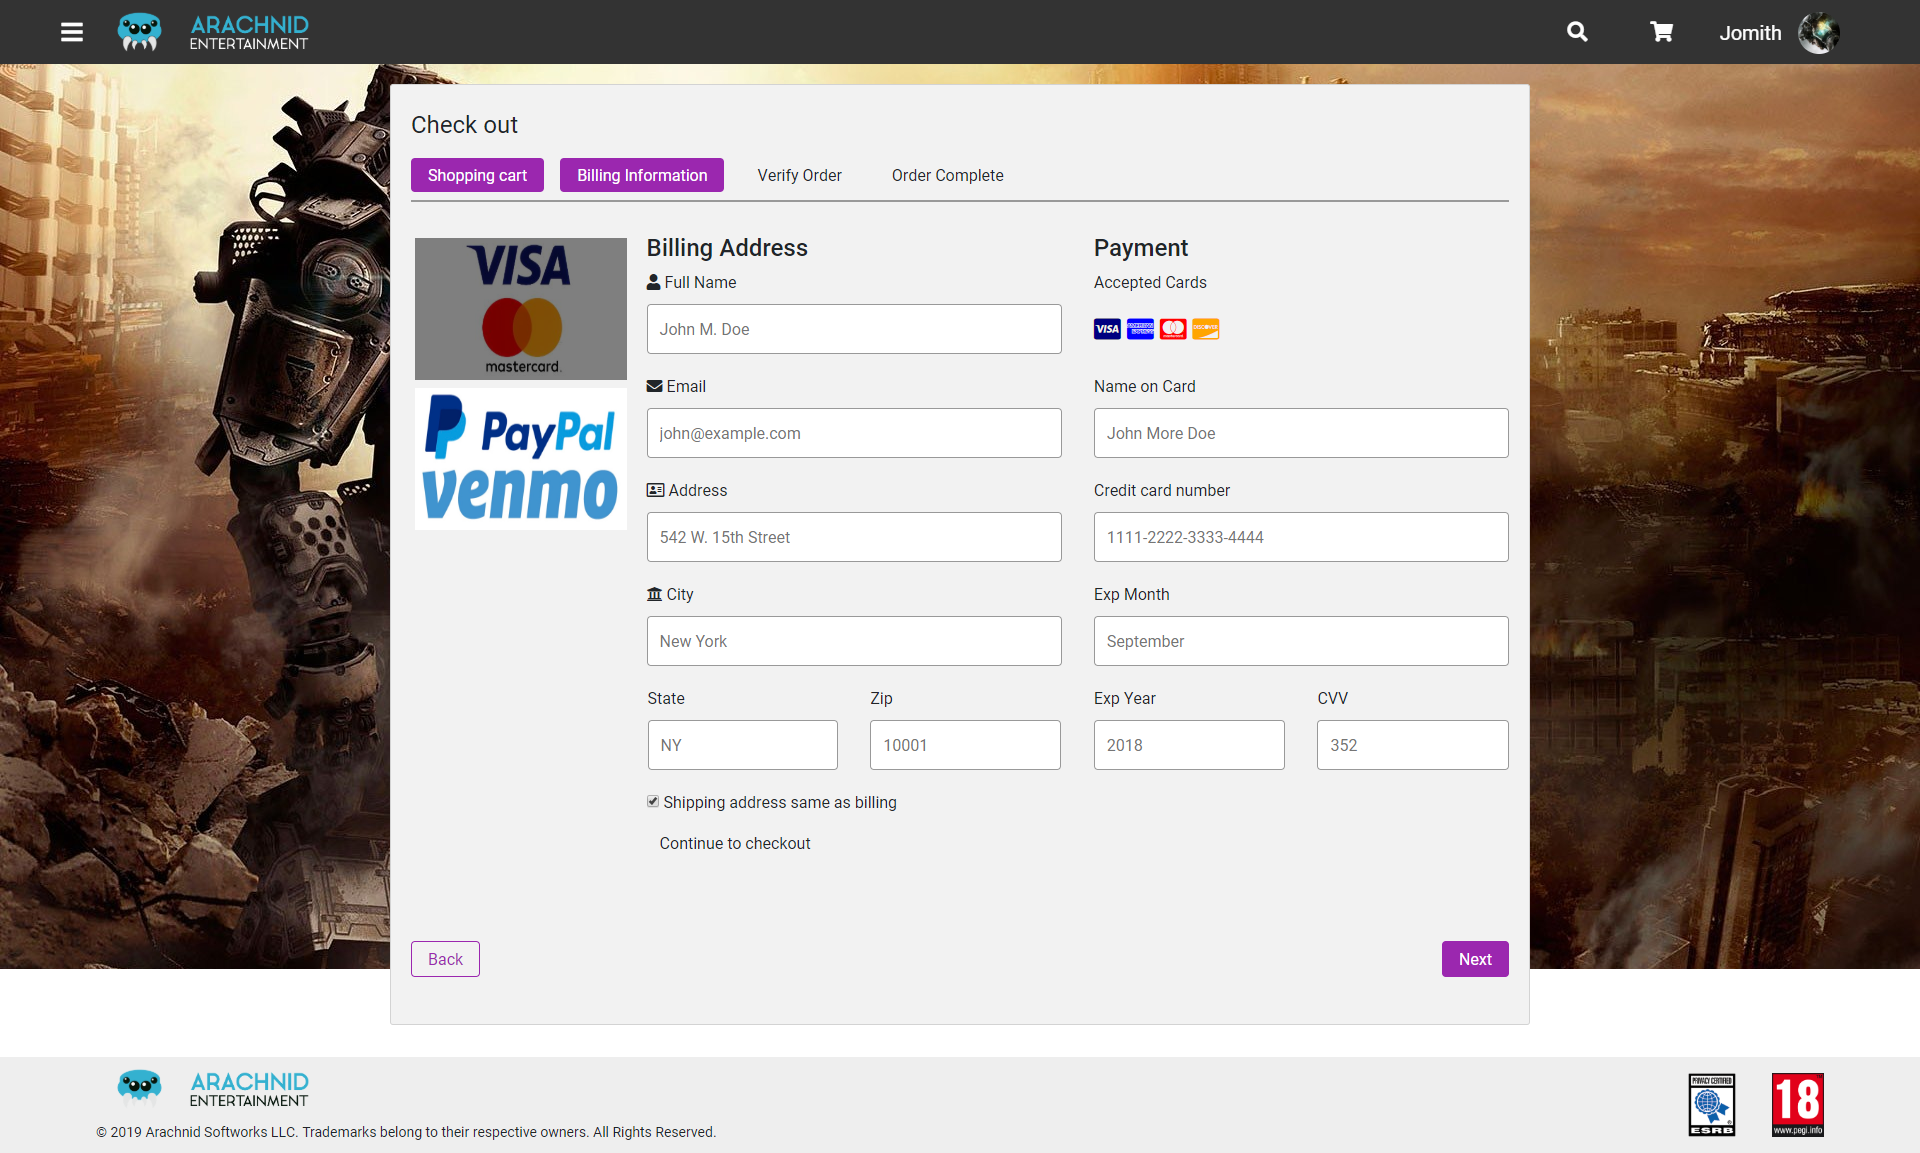 ARACHNID
ENTERTAINMENT
Jomith
Check out
Shopping cart
Billing Information
Verify Order
Order Complete
VISA
mastercard.
PayPal
venmo
Billing Address
Full Name
John M. Doe
Email
john@example.com
Address
542 W. 15th Street
City
New York
State
Zip
NY
10001
Shipping address same as billing
Continue to checkout
Payment
Accepted Cards
VISA
DISCOVER
Name on Card
John More Doe
Credit card number
1111-2222-3333-4444
Exp Month
September
Exp Year
CVV
2018
352
Back
Next
ARACHNID
ENTERTAINMENT
© 2019 Arachnid Softworks LLC. Trademarks belong to their respective owners. All Rights Reserved.
PRIVACY CERTIFIED
ESRB
18
www.pegi.info